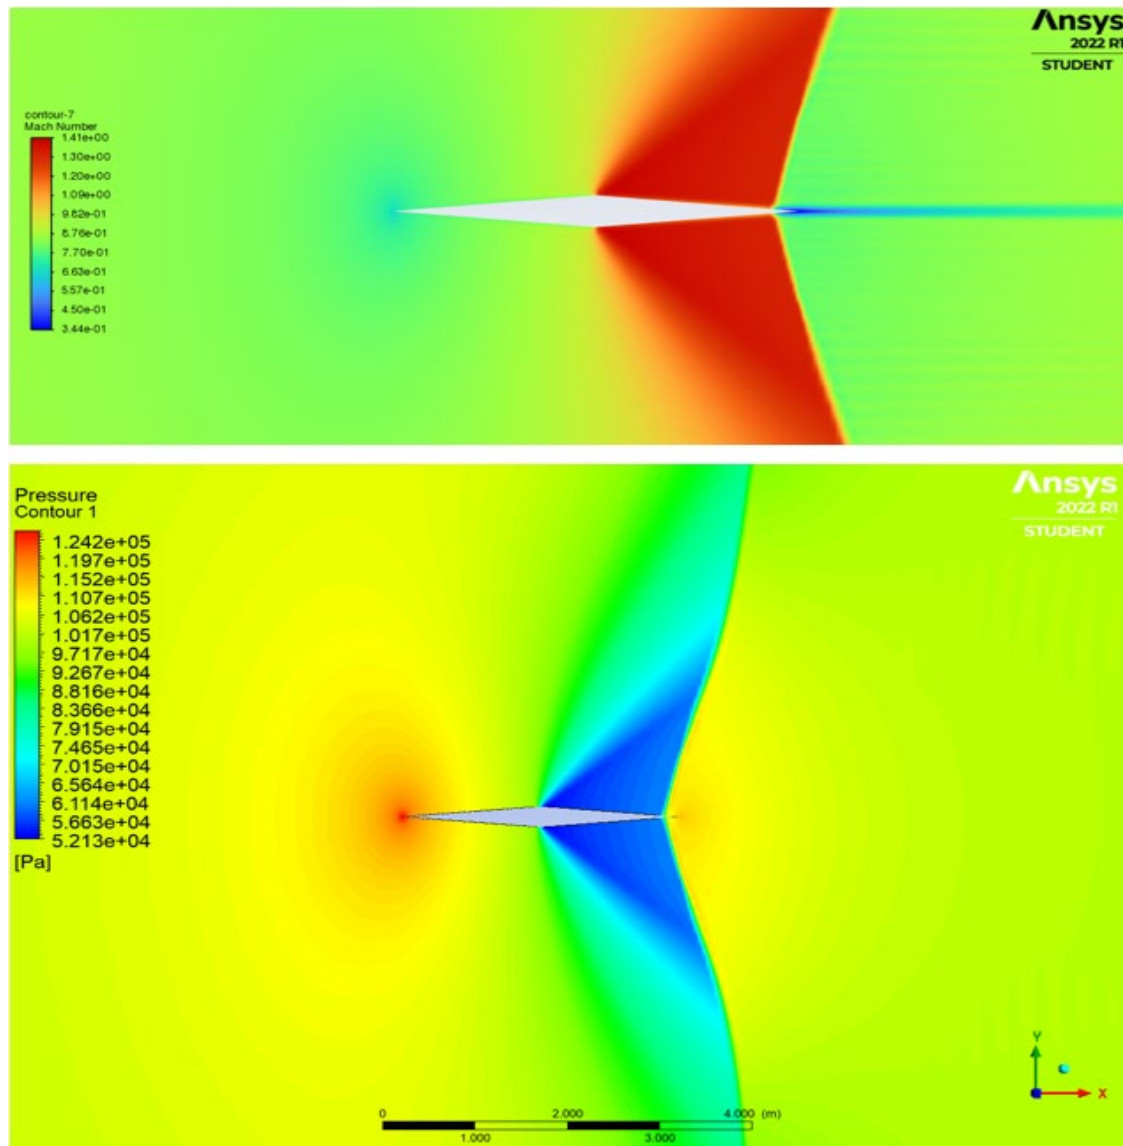 Ansys
2022 R1
STUDENT
contour-7
Mach Number
1.41e+00
1.30e+00
1.20e+00
1.09e+00
9.82e-01
8.76e-01
7.70e-01
6.63e-01
5.57e-01
4.50e-01
3.44e-01
Ansys
2022 R1
STUDENT
Pressure
Contour 1
1.242e+05
1.197e+05
1.152e+05
1.107e+05
1.062e+05
1.017e+05
9.717e+04
9.267e+04
8.816e+04
8.366e+04
7.915e+04
7.465e+04
7.015e+04
6.564e+04
6.114e+04
5.663e+04
5.213e+04
[Pa]
Y
X
0 2.000 4.000 (m)
1.000 3.000